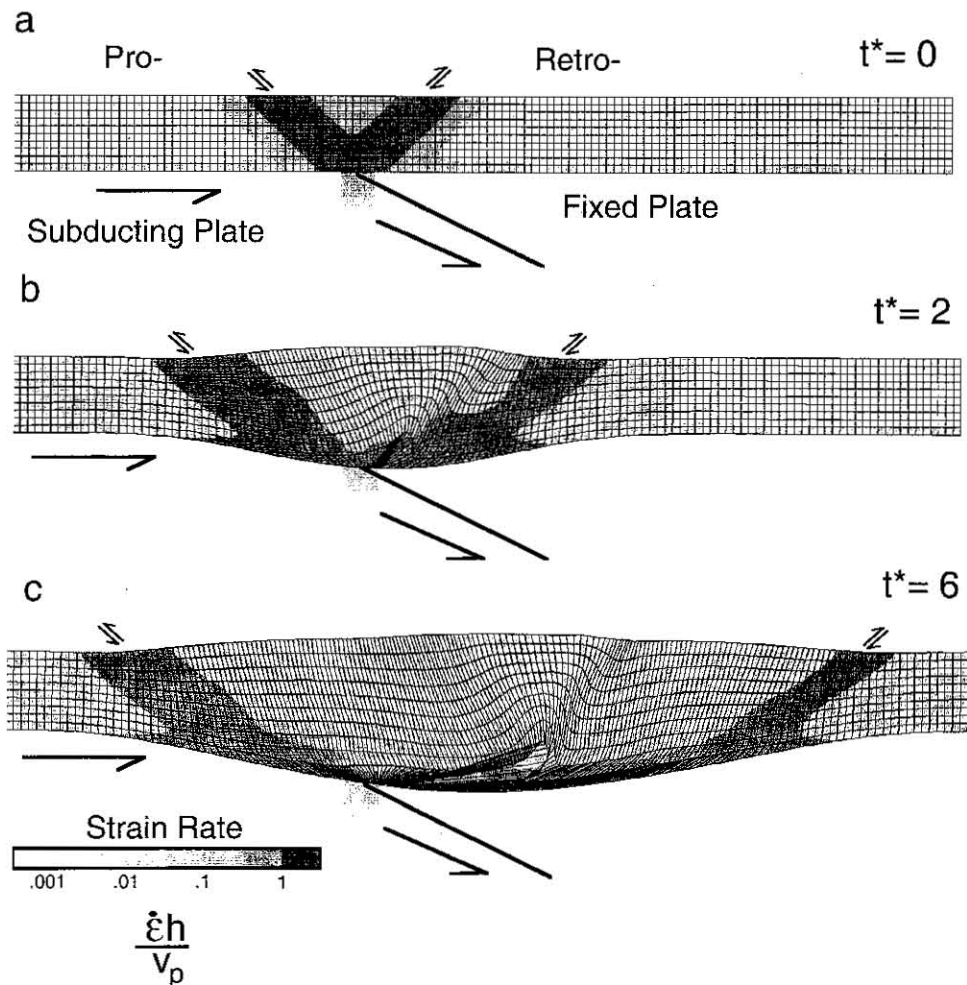 a
Pro-
Retro-
t*= 0
Subducting Plate
Fixed Plate
b
t*= 2
c
t*= 6
Strain Rate
.001 .01 .1 1
ε̇h
vp